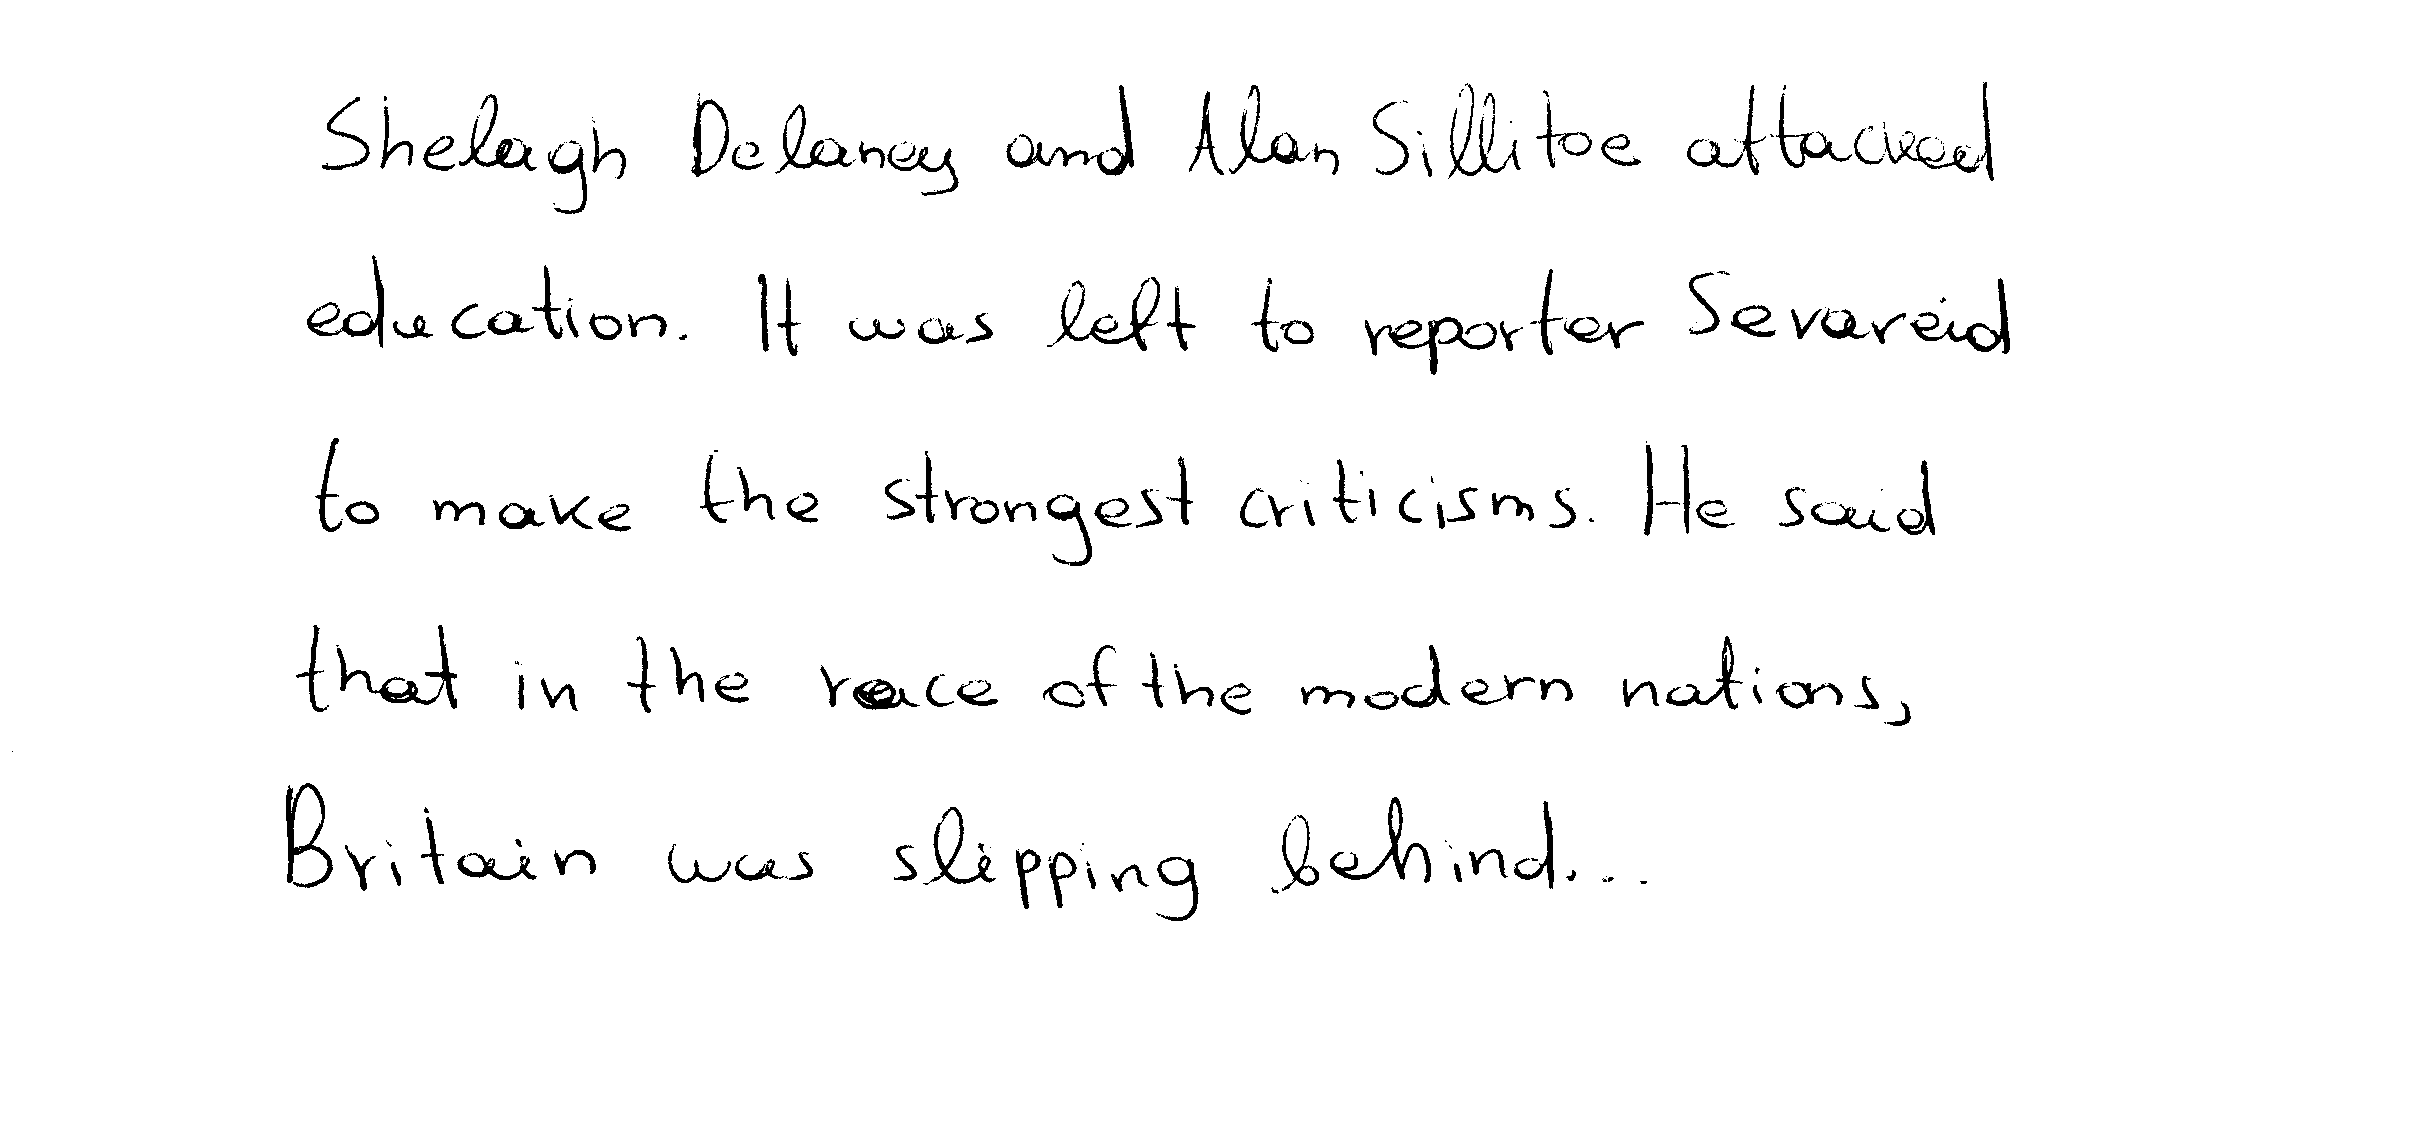 Shelagh Delaney and Alan Sillitoe attacked
education. It was left to reporter Sevareid
to make the strongest criticisms. He said
that in the race of the modern nations,
Britain was slipping behind...